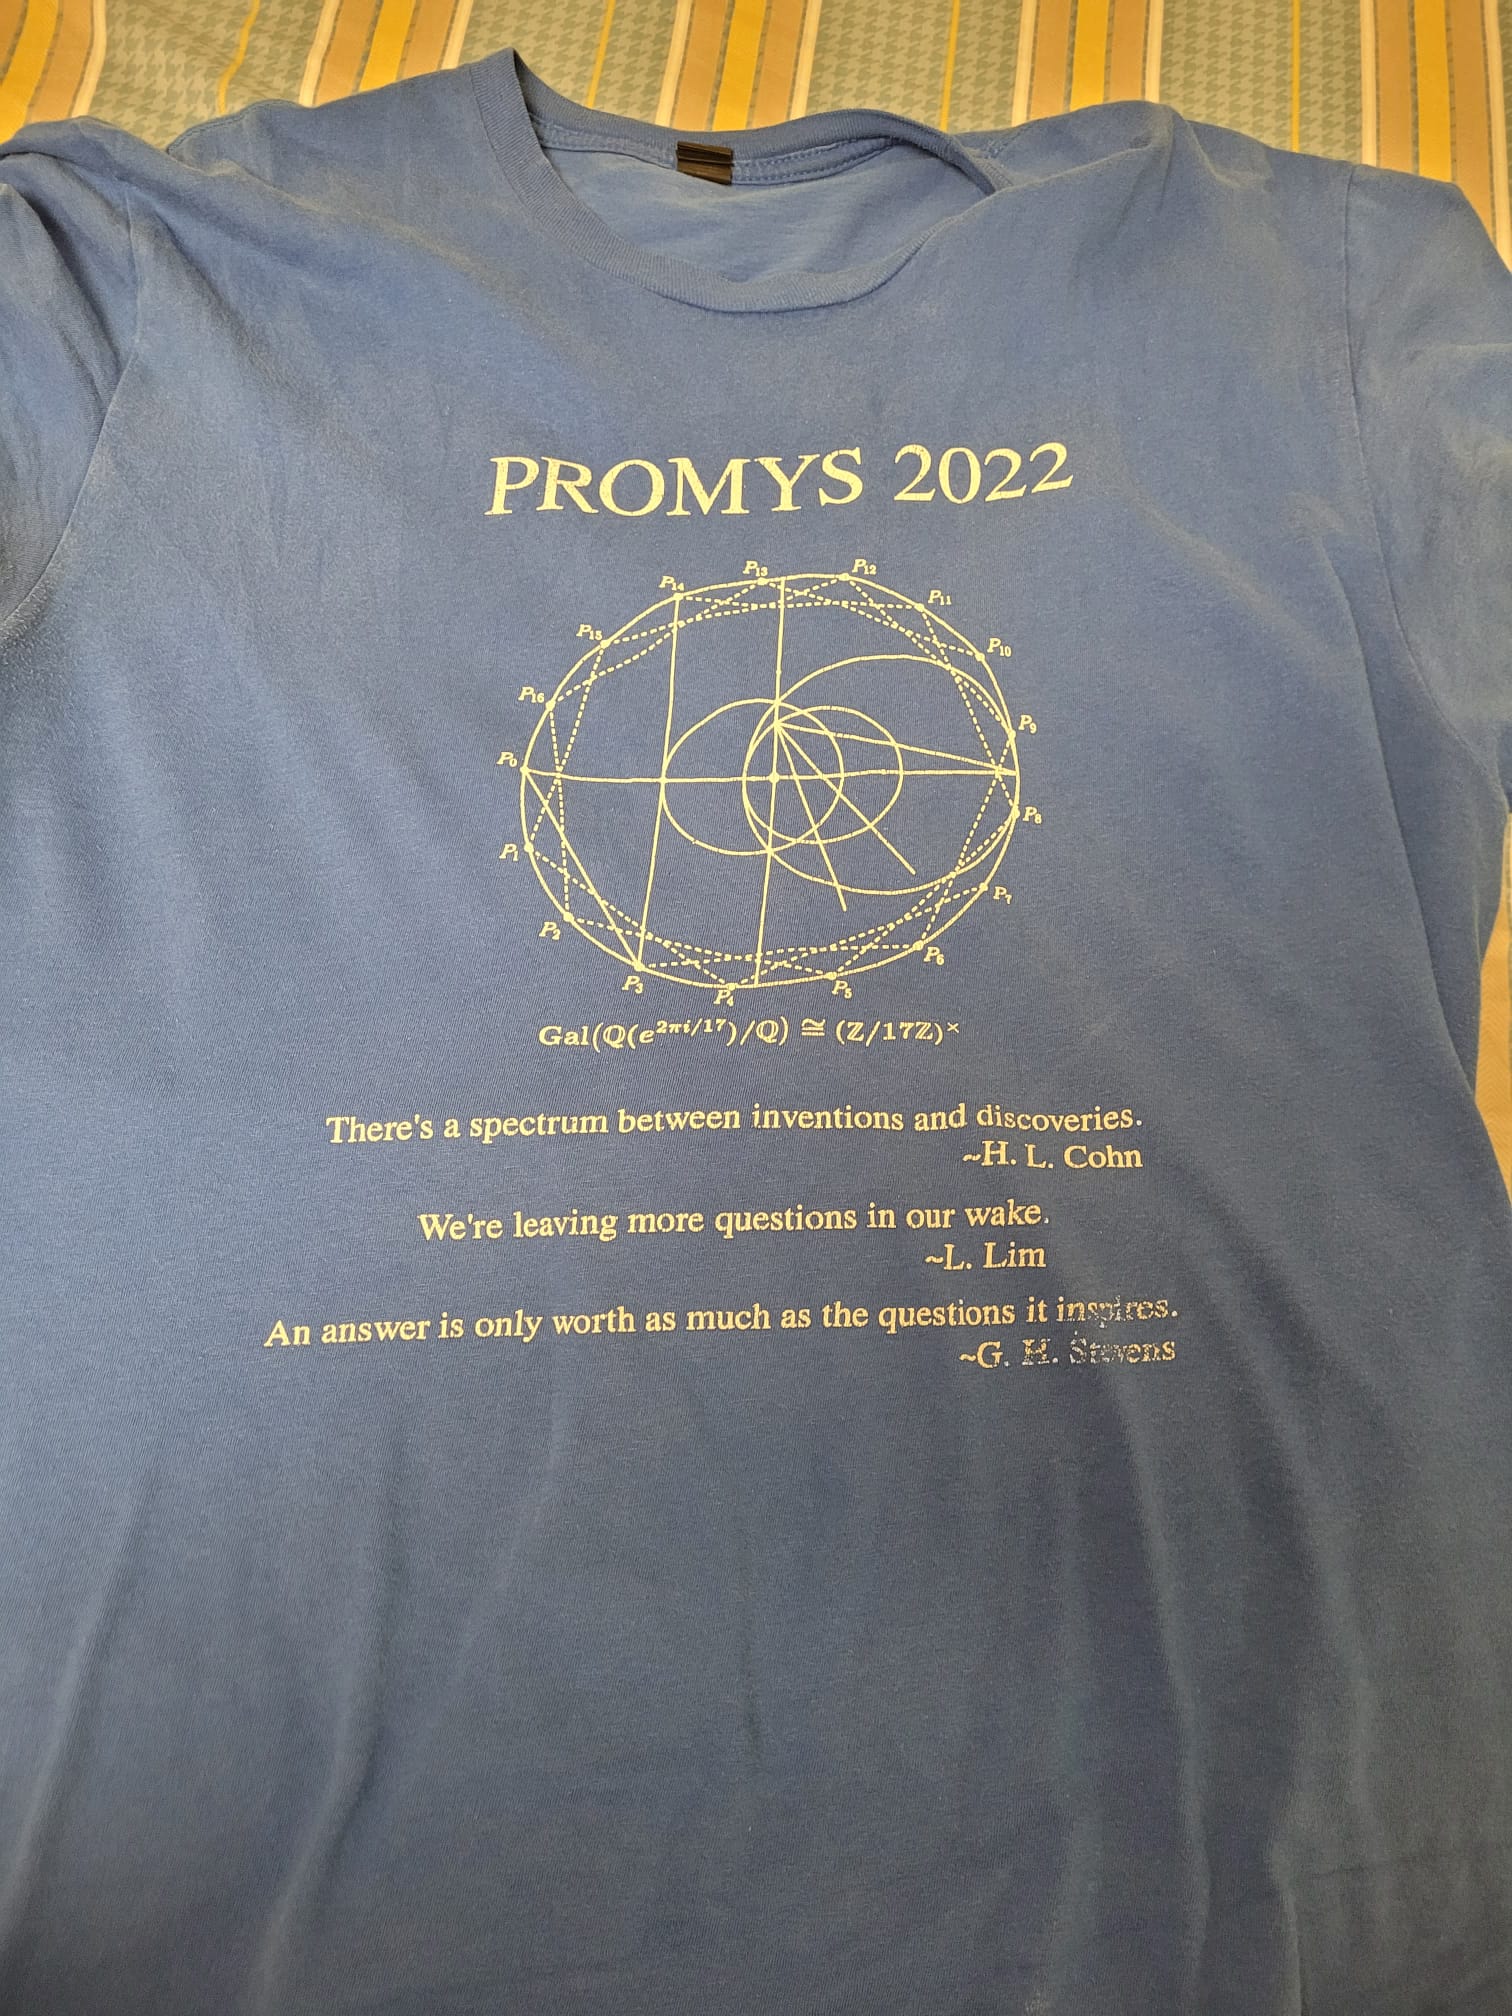 PROMYS 2022
P₁₄ P₁₃ P₁₂
P₁₅ P₁₁
P₁₆ P₁₀
P₀ P₉
P₁ P₈
P₂ P₇
P₃ P₄ P₅ P₆
Gal(ℚ(e^{2πi/17})/ℚ) ≅ (ℤ/17ℤ)^×
There's a spectrum between inventions and discoveries.
~H. L. Cohn
We're leaving more questions in our wake.
~L. Lim
An answer is only worth as much as the questions it inspires.
~G. H. Stevens